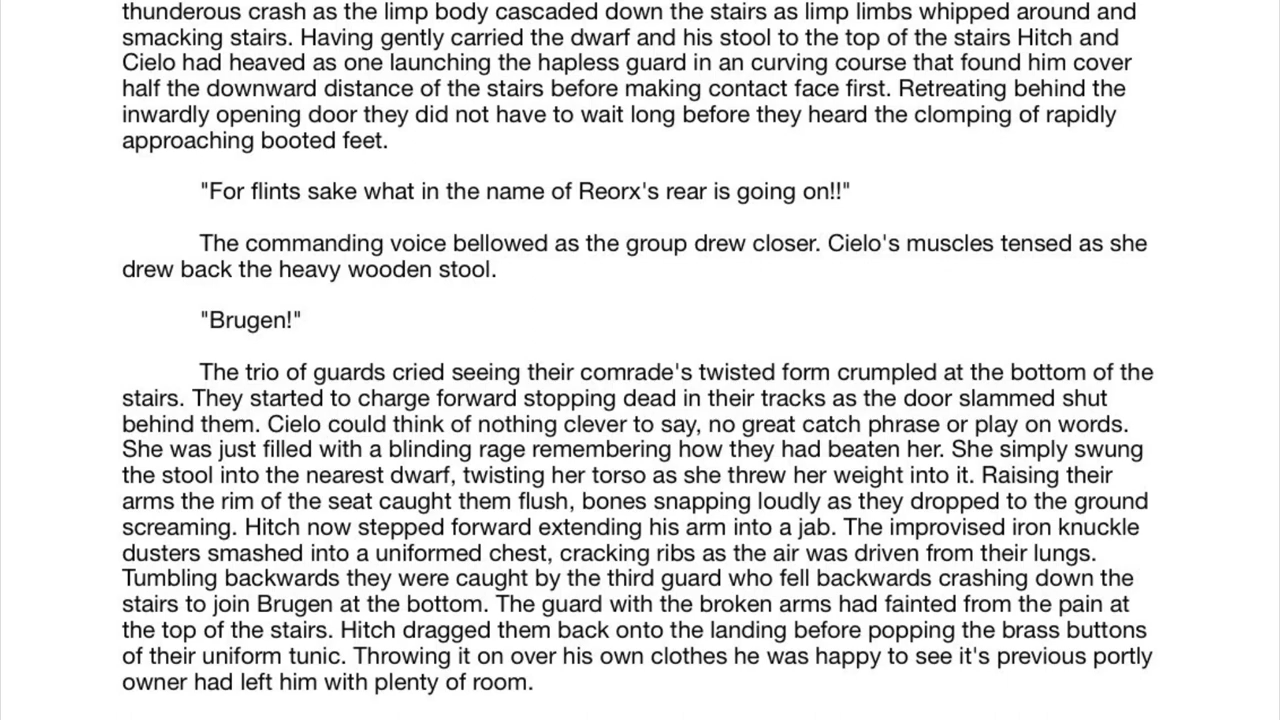 thunderous crash as the limp body cascaded down the stairs as limp limbs whipped around and
smacking stairs. Having gently carried the dwarf and his stool to the top of the stairs Hitch and
Cielo had heaved as one launching the hapless guard in an curving course that found him cover
half the downward distance of the stairs before making contact face first. Retreating behind the
inwardly opening door they did not have to wait long before they heard the clomping of rapidly
approaching booted feet.
"For flints sake what in the name of Reorx's rear is going on!!"
The commanding voice bellowed as the group drew closer. Cielo's muscles tensed as she
drew back the heavy wooden stool.
"Brugen!"
The trio of guards cried seeing their comrade's twisted form crumpled at the bottom of the
stairs. They started to charge forward stopping dead in their tracks as the door slammed shut
behind them. Cielo could think of nothing clever to say, no great catch phrase or play on words.
She was just filled with a blinding rage remembering how they had beaten her. She simply swung
the stool into the nearest dwarf, twisting her torso as she threw her weight into it. Raising their
arms the rim of the seat caught them flush, bones snapping loudly as they dropped to the ground
screaming. Hitch now stepped forward extending his arm into a jab. The improvised iron knuckle
dusters smashed into a uniformed chest, cracking ribs as the air was driven from their lungs.
Tumbling backwards they were caught by the third guard who fell backwards crashing down the
stairs to join Brugen at the bottom. The guard with the broken arms had fainted from the pain at
the top of the stairs. Hitch dragged them back onto the landing before popping the brass buttons
of their uniform tunic. Throwing it on over his own clothes he was happy to see it's previous portly
owner had left him with plenty of room.